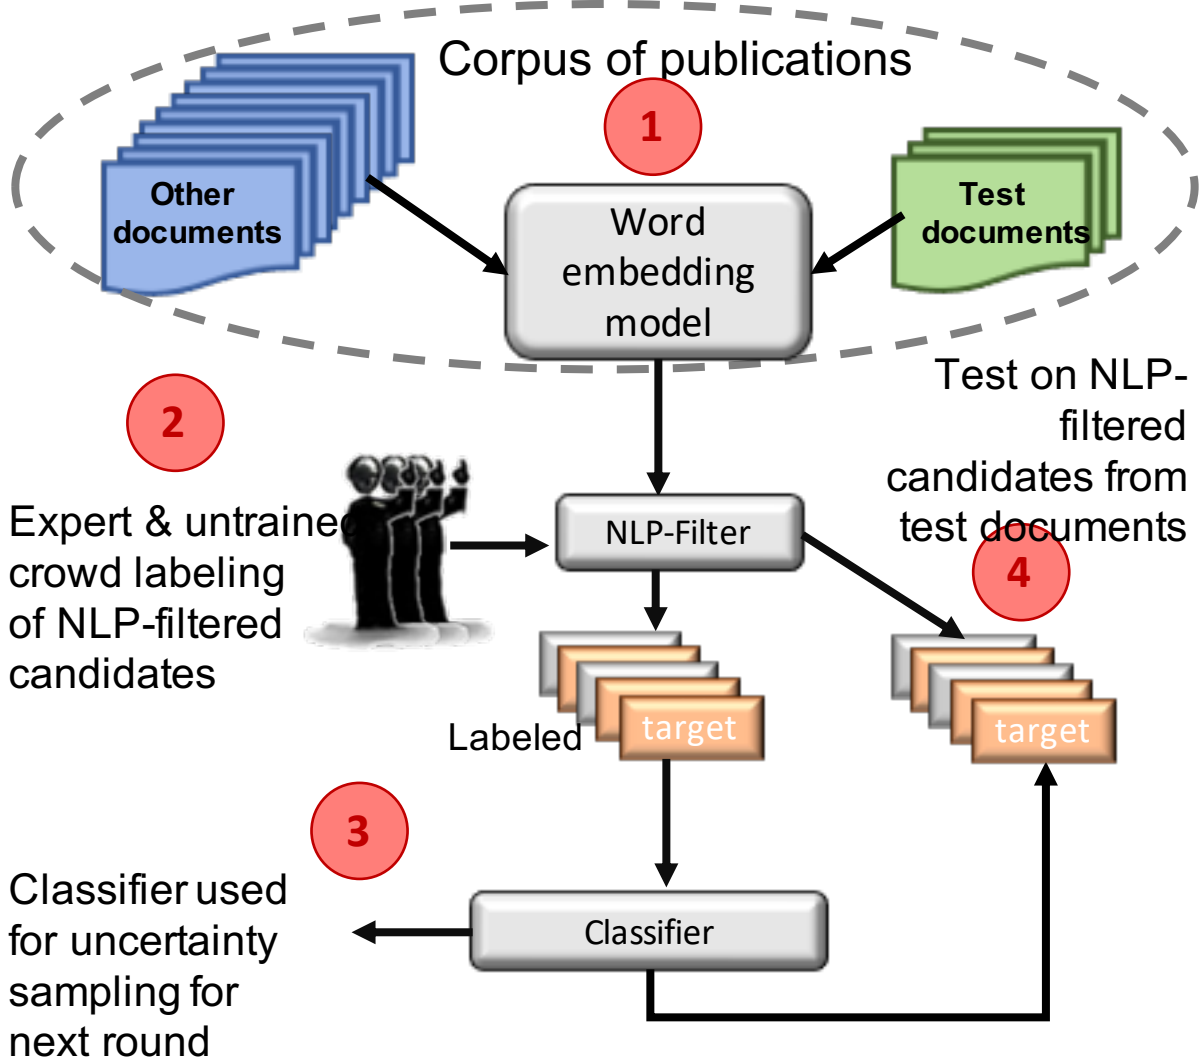 Corpus of publications
1
Other
documents
Test
documents
Word
embedding
model
2
Expert & untrained
crowd labeling
of NLP-filtered
candidates
NLP-Filter
Test on NLP-
filtered
candidates from
test documents
4
Labeled
target
target
3
Classifier used
for uncertainty
sampling for
next round
Classifier